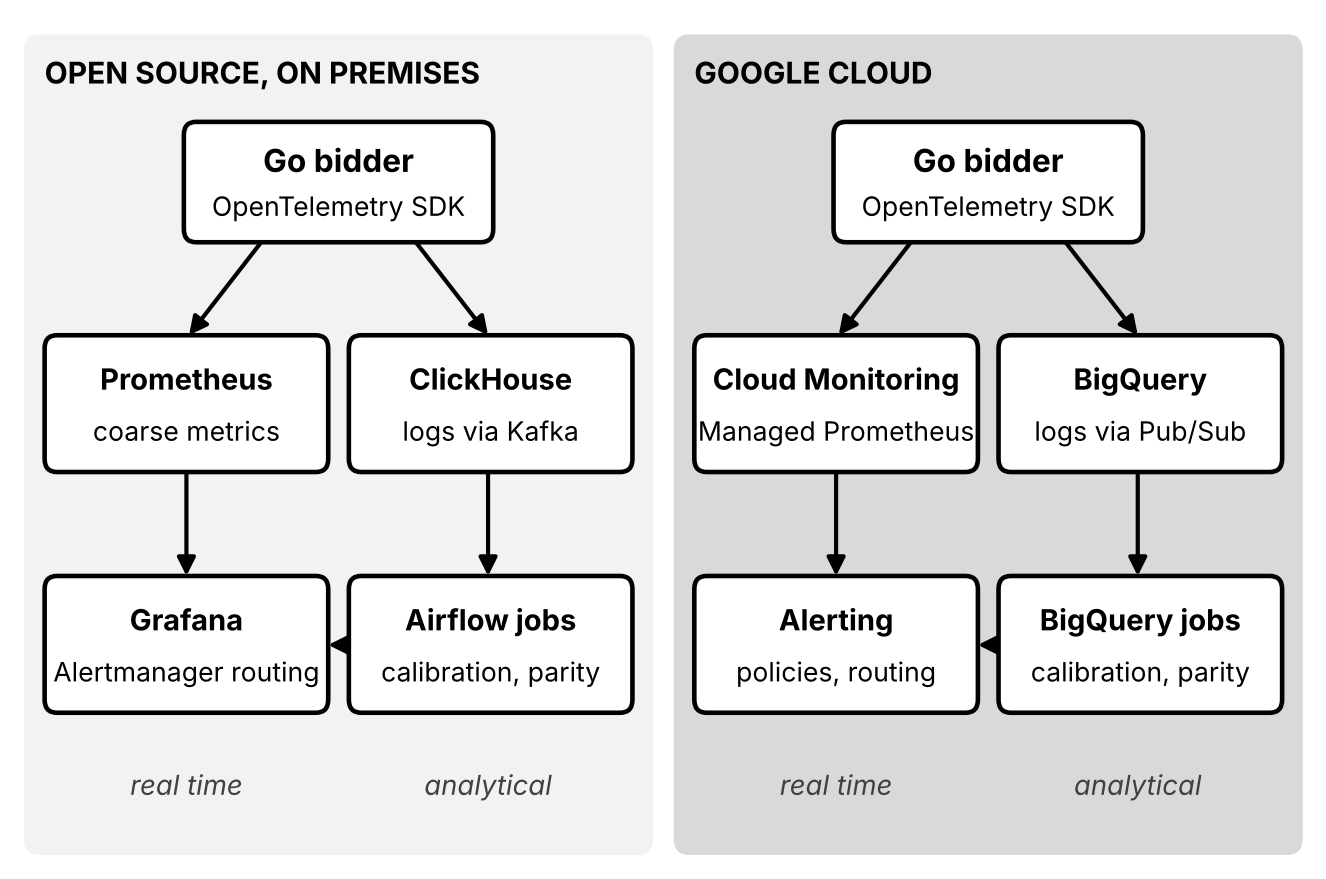 OPEN SOURCE, ON PREMISES
Go bidder
OpenTelemetry SDK
Prometheus
coarse metrics
ClickHouse
logs via Kafka
Grafana
Alertmanager routing
Airflow jobs
calibration, parity
real time
analytical
GOOGLE CLOUD
Go bidder
OpenTelemetry SDK
Cloud Monitoring
Managed Prometheus
BigQuery
logs via Pub/Sub
Alerting
policies, routing
BigQuery jobs
calibration, parity
real time
analytical